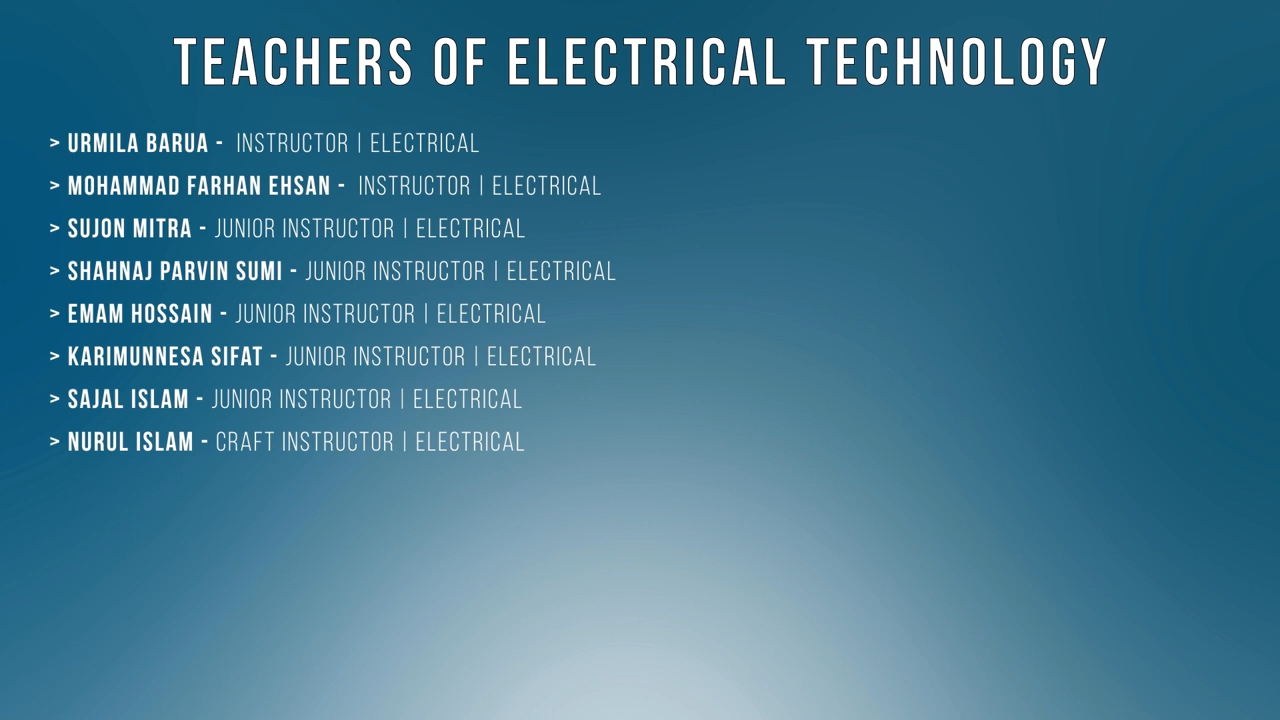 TEACHERS OF ELECTRICAL TECHNOLOGY
> URMILA BARUA - INSTRUCTOR | ELECTRICAL
> MOHAMMAD FARHAN EHSAN - INSTRUCTOR | ELECTRICAL
> SUJON MITRA - JUNIOR INSTRUCTOR | ELECTRICAL
> SHAHNAJ PARVIN SUMI - JUNIOR INSTRUCTOR | ELECTRICAL
> EMAM HOSSAIN - JUNIOR INSTRUCTOR | ELECTRICAL
> KARIMUNNESA SIFAT - JUNIOR INSTRUCTOR | ELECTRICAL
> SAJAL ISLAM - JUNIOR INSTRUCTOR | ELECTRICAL
> NURUL ISLAM - CRAFT INSTRUCTOR | ELECTRICAL